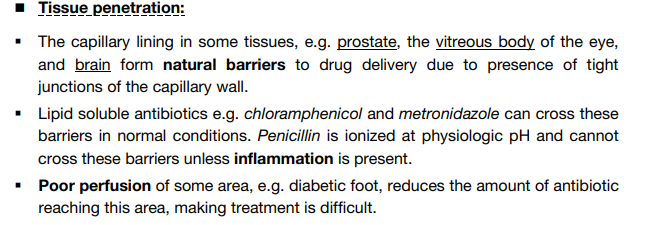 ■ Tissue penetration:
▪ The capillary lining in some tissues, e.g. prostate, the vitreous body of the eye,
and brain form natural barriers to drug delivery due to presence of tight
junctions of the capillary wall.
▪ Lipid soluble antibiotics e.g. chloramphenicol and metronidazole can cross these
barriers in normal conditions. Penicillin is ionized at physiologic pH and cannot
cross these barriers unless inflammation is present.
▪ Poor perfusion of some area, e.g. diabetic foot, reduces the amount of antibiotic
reaching this area, making treatment is difficult.